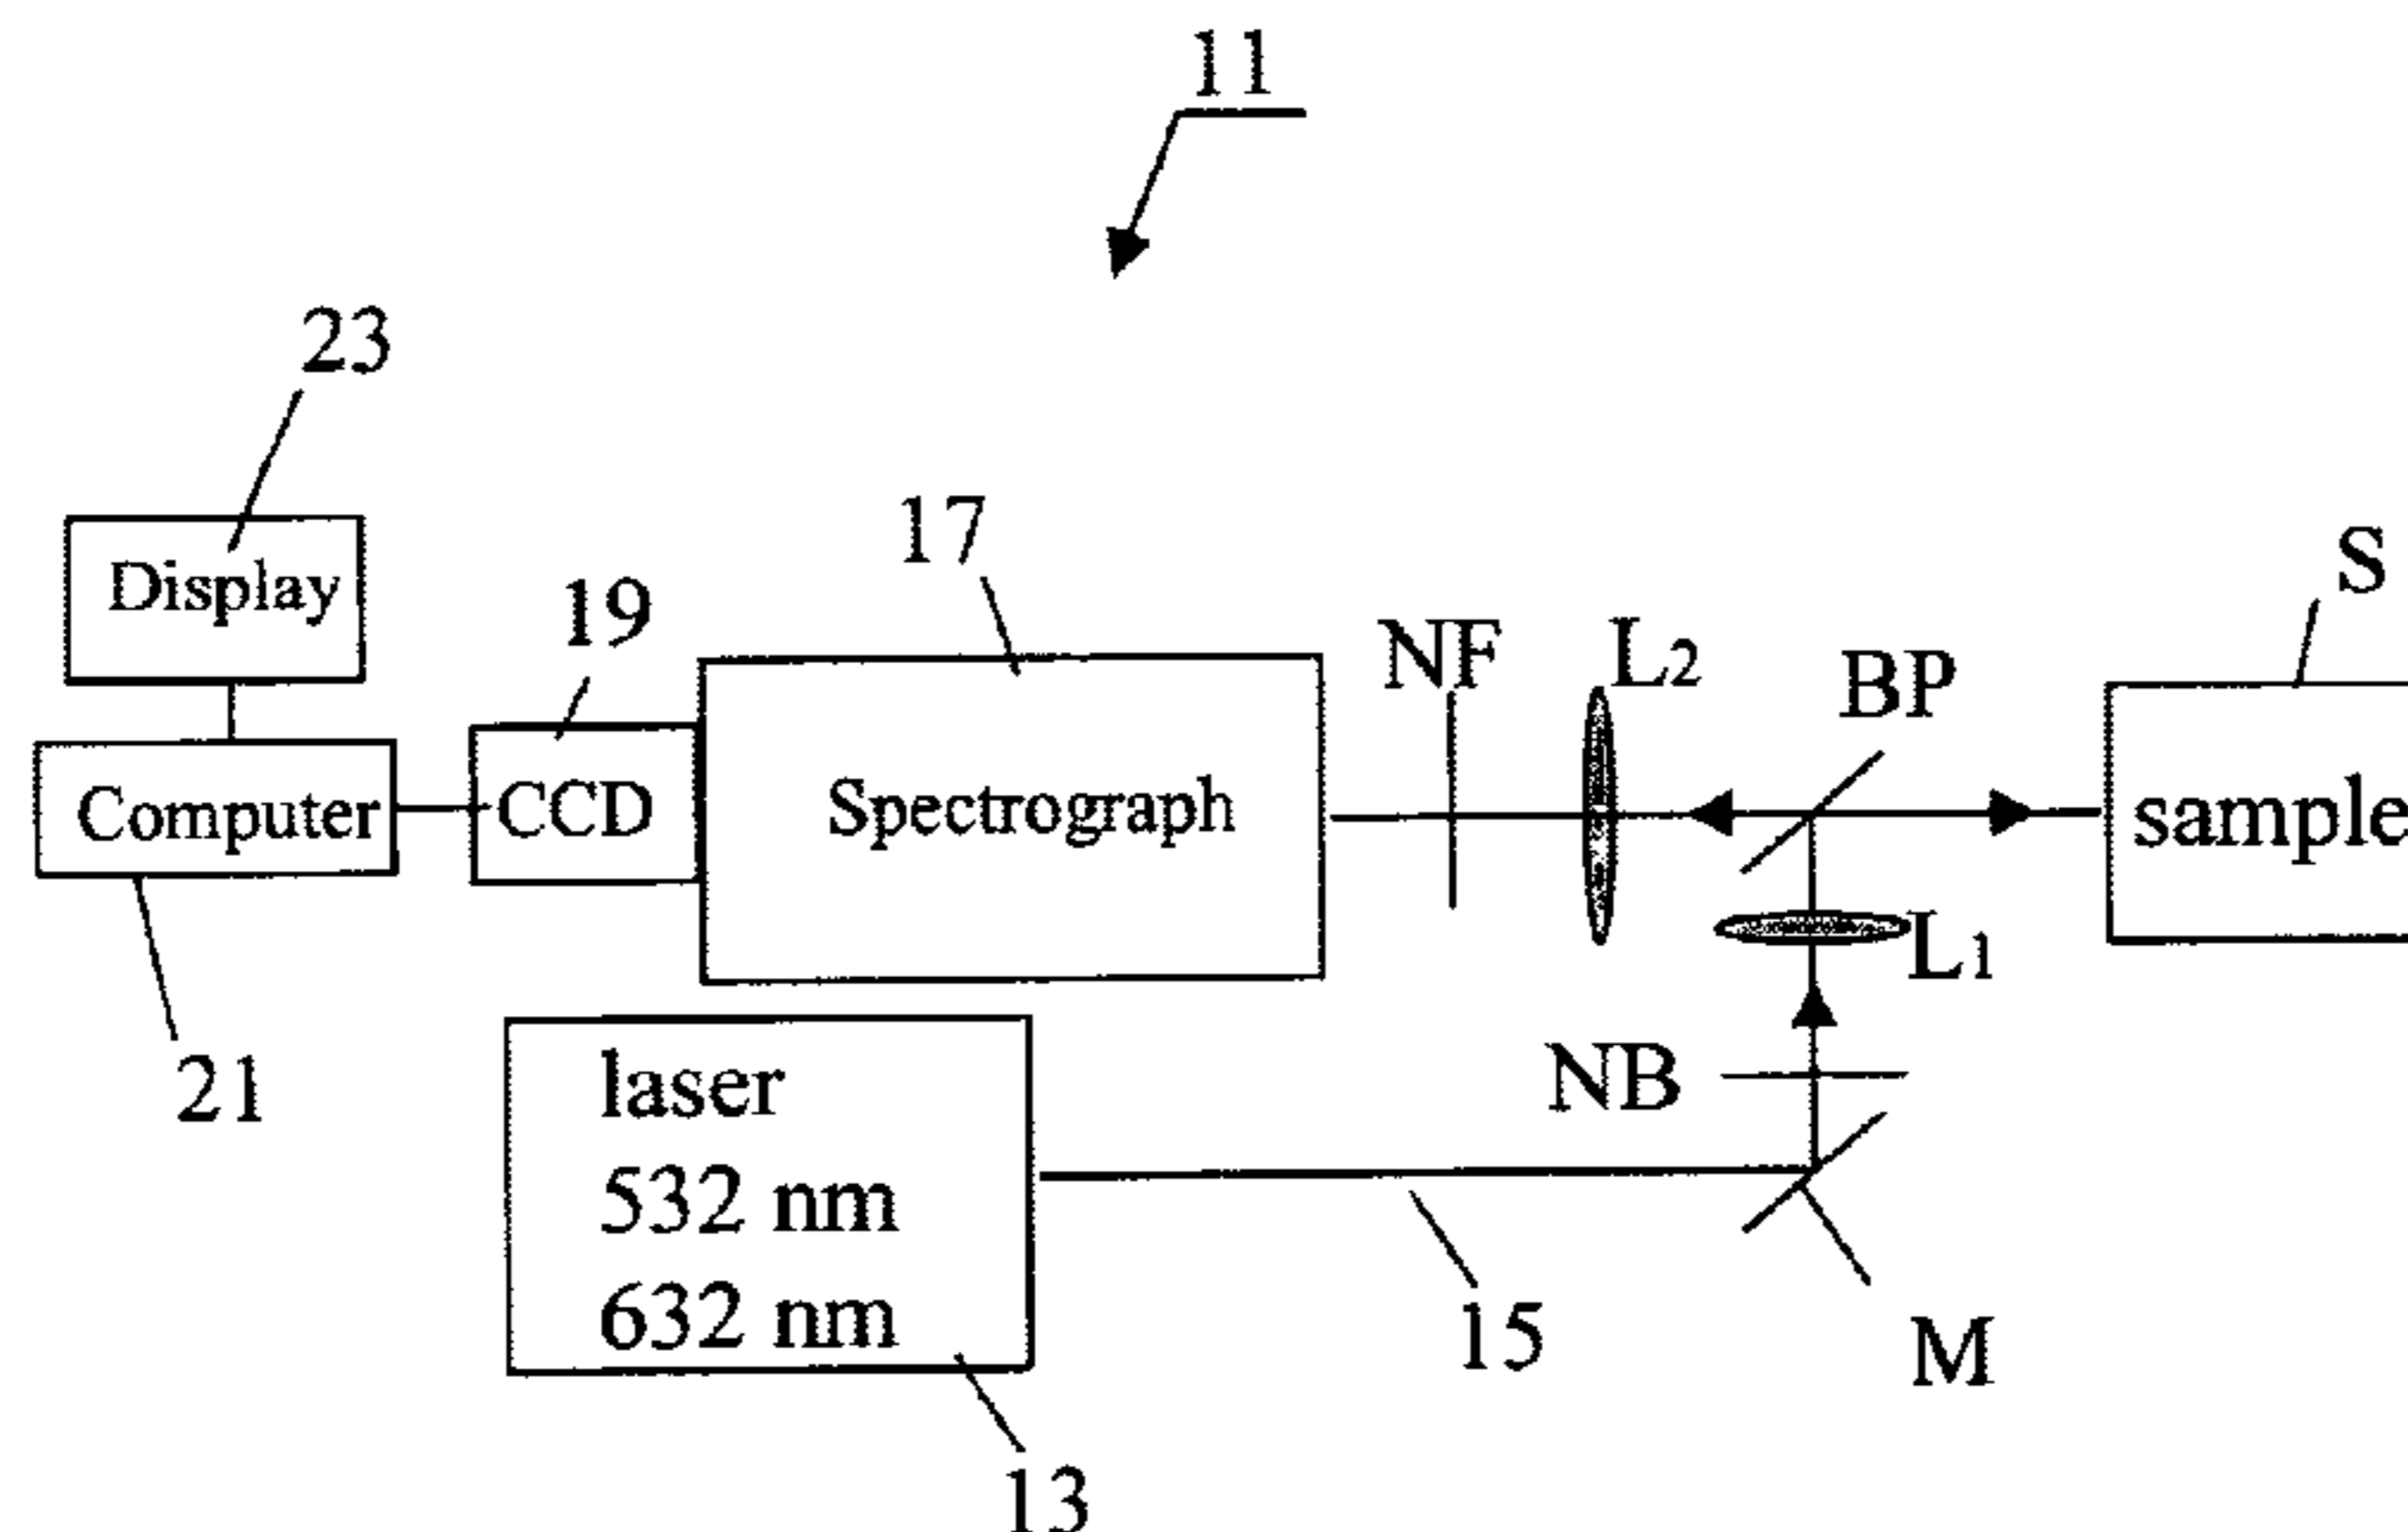 11
23
Display
19
17
NF
L2
BP
S
Computer
CCD
Spectrograph
sample
L1
21
laser
532 nm
632 nm
NB
15
M
13